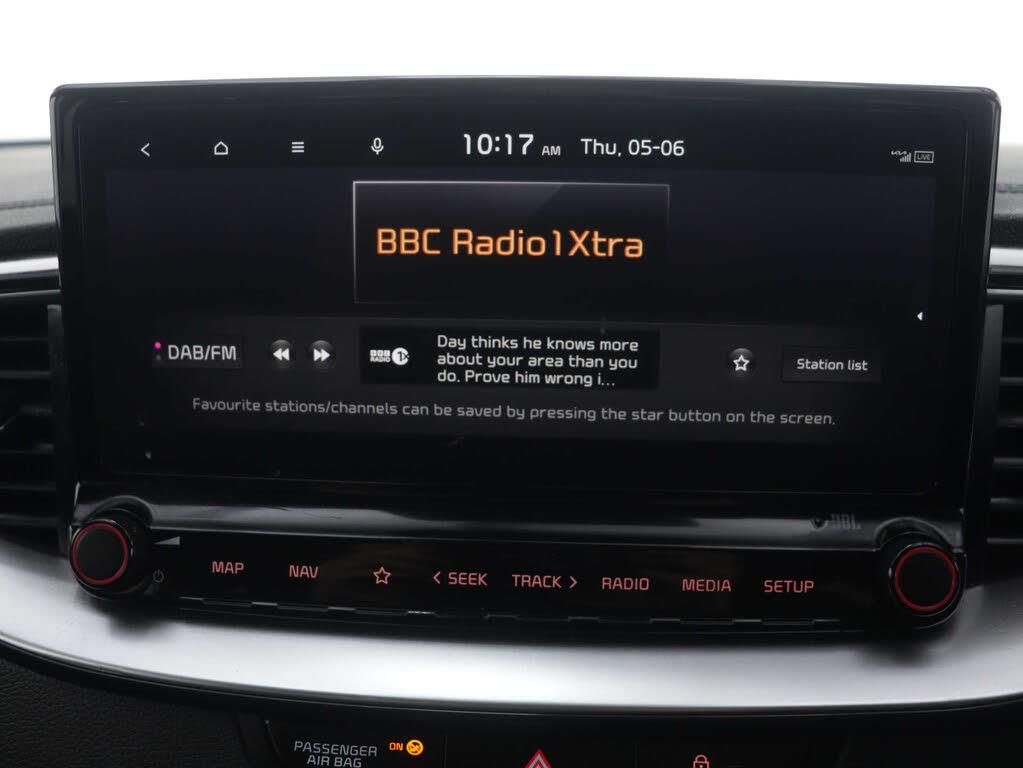 10:17 AM Thu, 05-06
LIVE
BBC Radio1Xtra
DAB/FM
BBC
RADIO 1X
Day thinks he knows more
about your area than you
do. Prove him wrong i...
Station list
Favourite stations/channels can be saved by pressing the star button on the screen.
JBL
MAP NAV < SEEK TRACK > RADIO MEDIA SETUP
PASSENGER
AIR BAG
ON